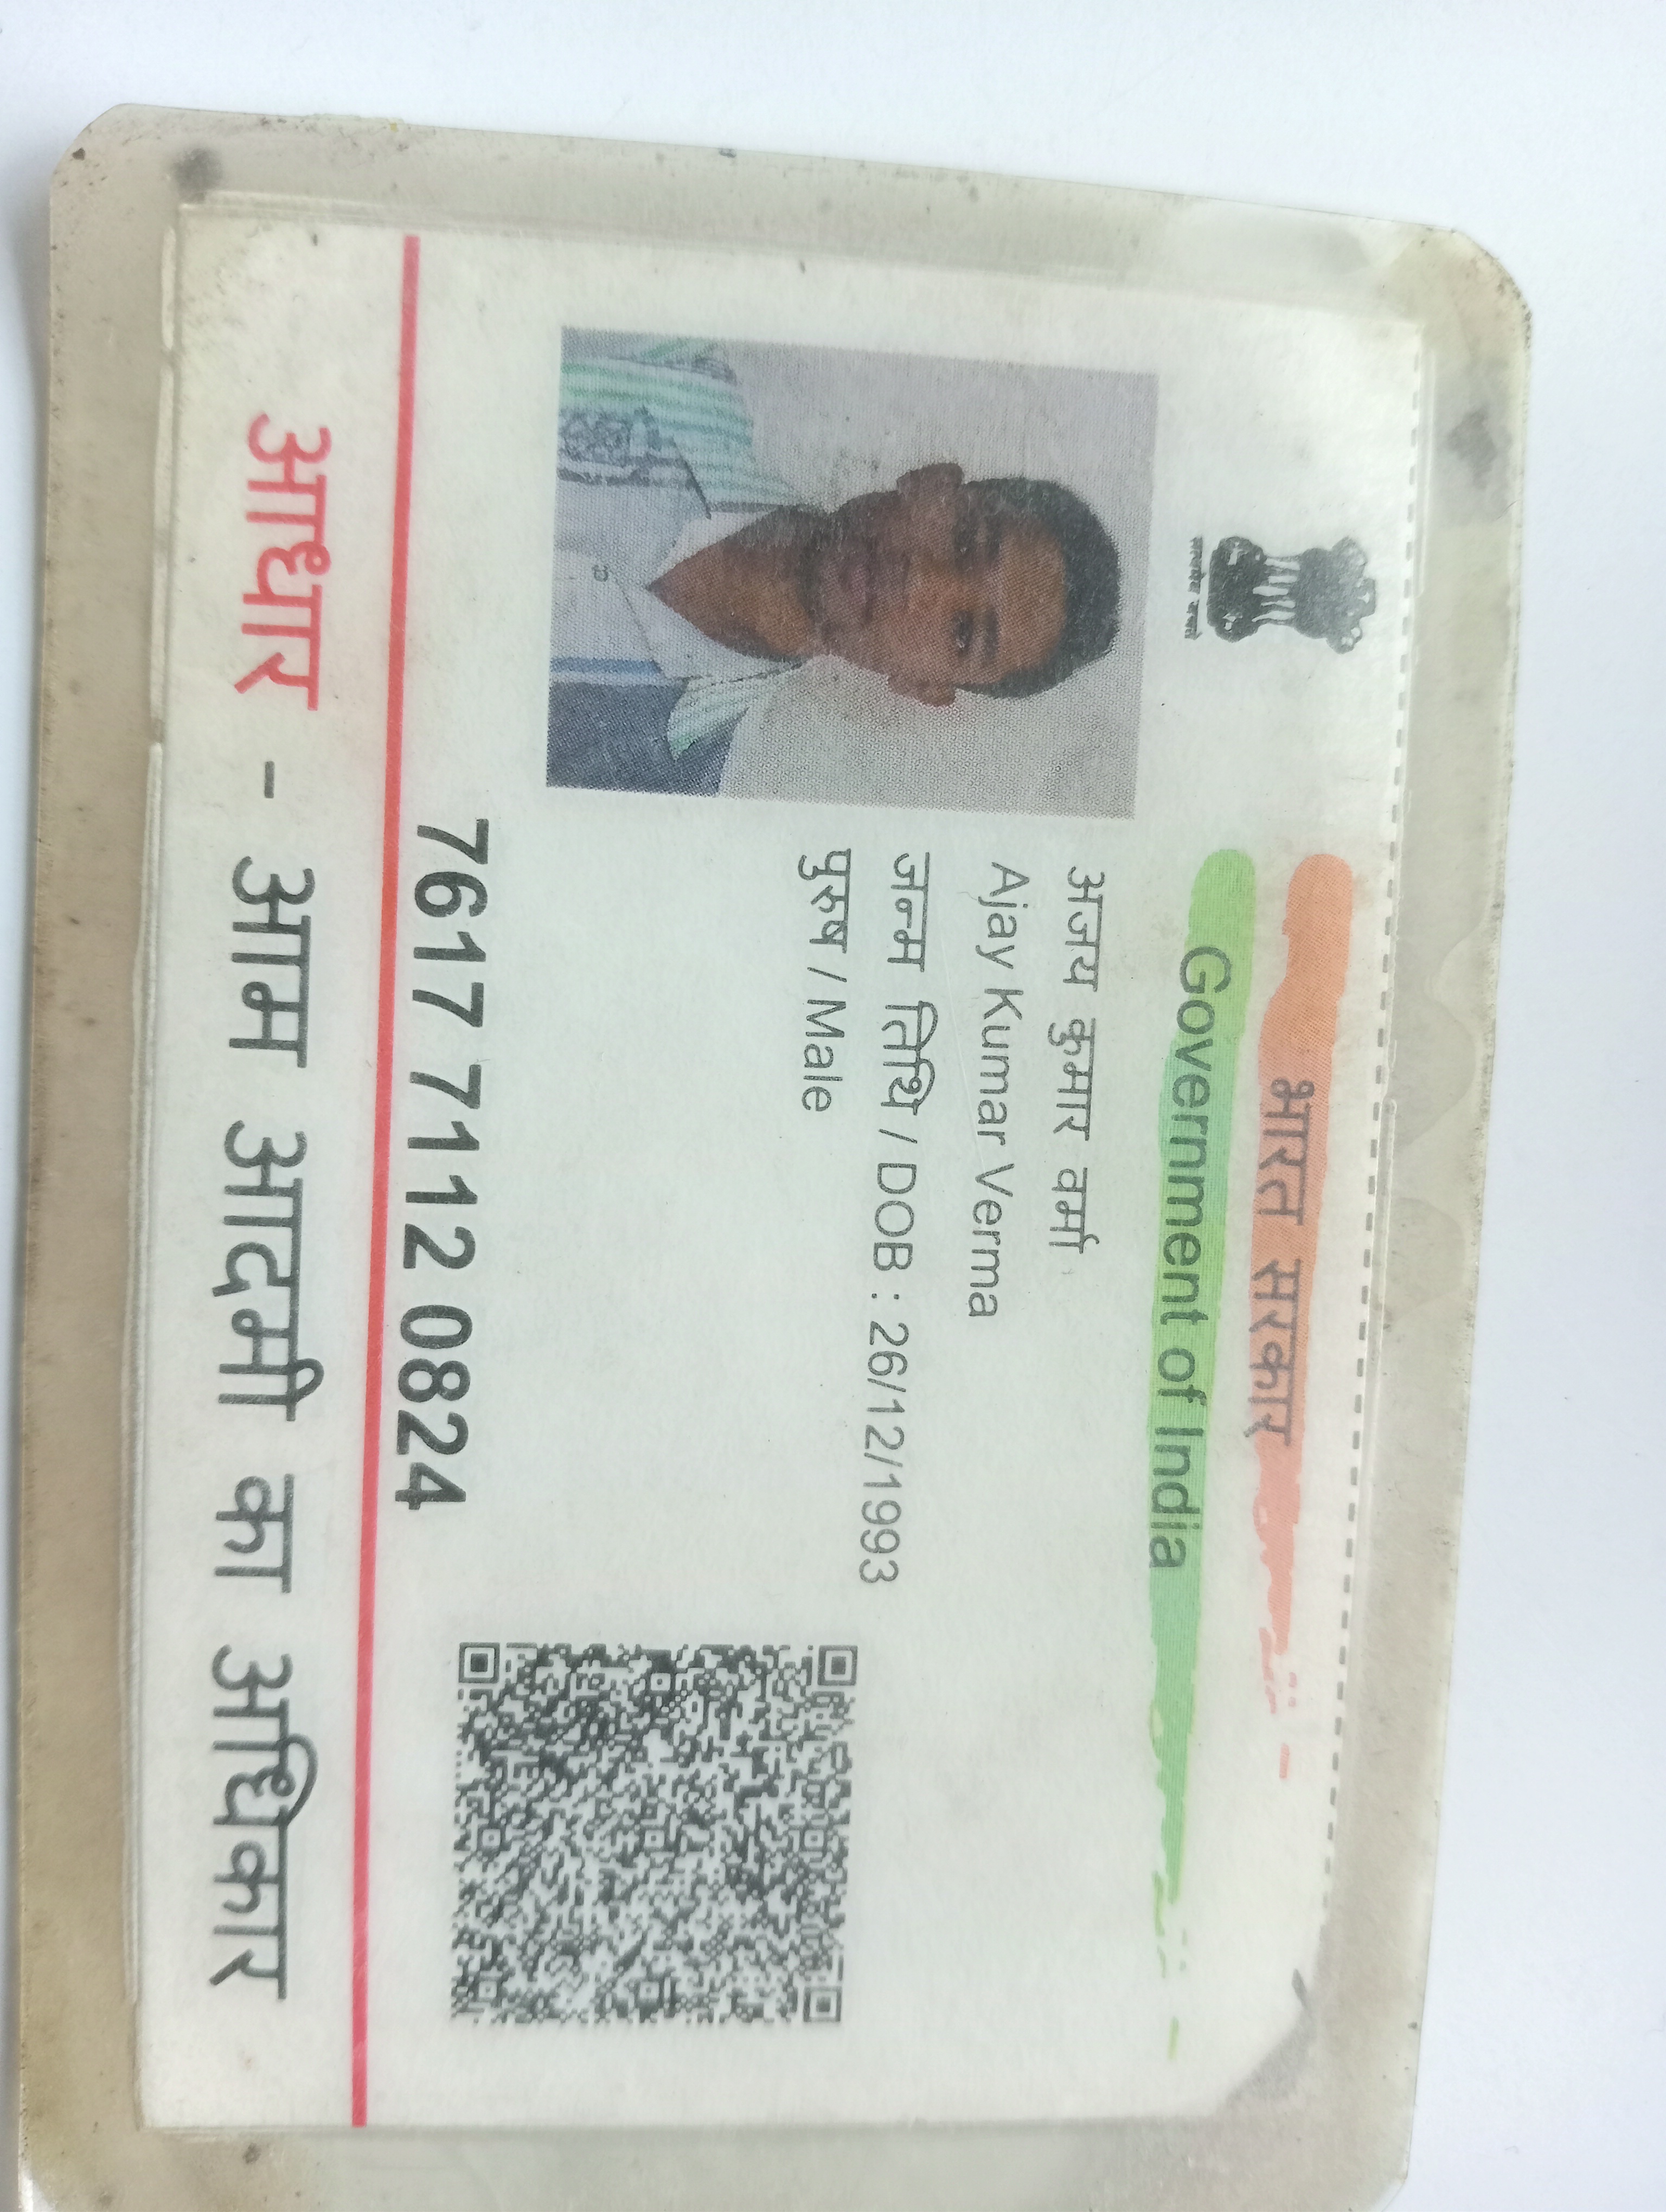 भारत सरकार
Government of India
सत्यमेव जयते
अजय कुमार वर्मा
Ajay Kumar Verma
जन्म तिथि / DOB : 26/12/1993
पुरुष / Male
7617 7112 0824
आधार - आम आदमी का अधिकार